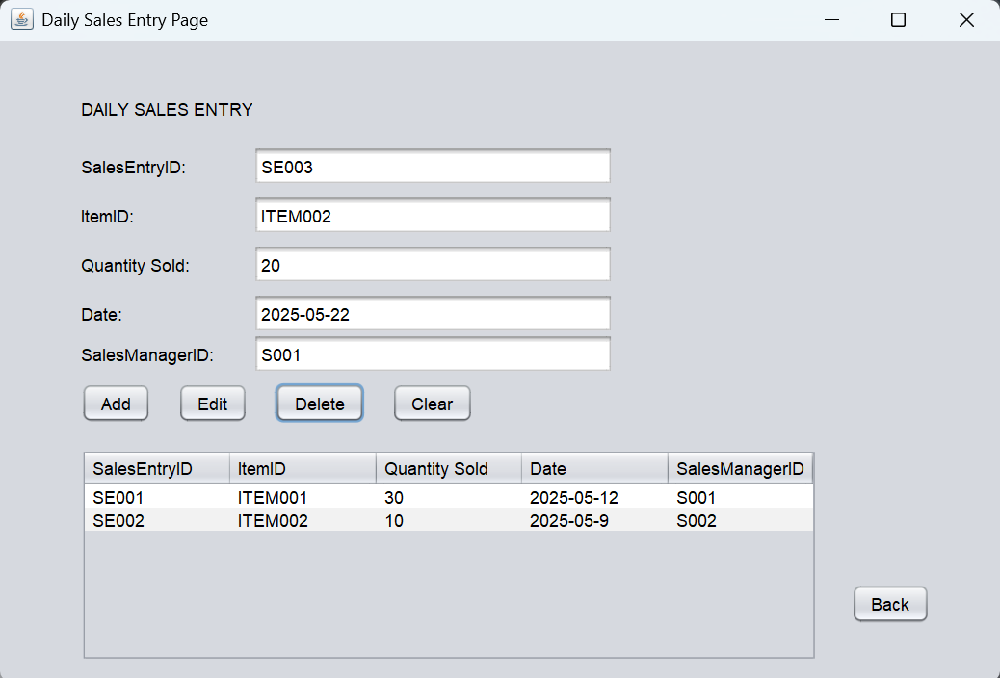 Daily Sales Entry Page
DAILY SALES ENTRY
SalesEntryID: SE003
ItemID: ITEM002
Quantity Sold: 20
Date: 2025-05-22
SalesManagerID: S001
Add Edit Delete Clear
SalesEntryID ItemID Quantity Sold Date SalesManagerID
SE001 ITEM001 30 2025-05-12 S001
SE002 ITEM002 10 2025-05-9 S002
Back